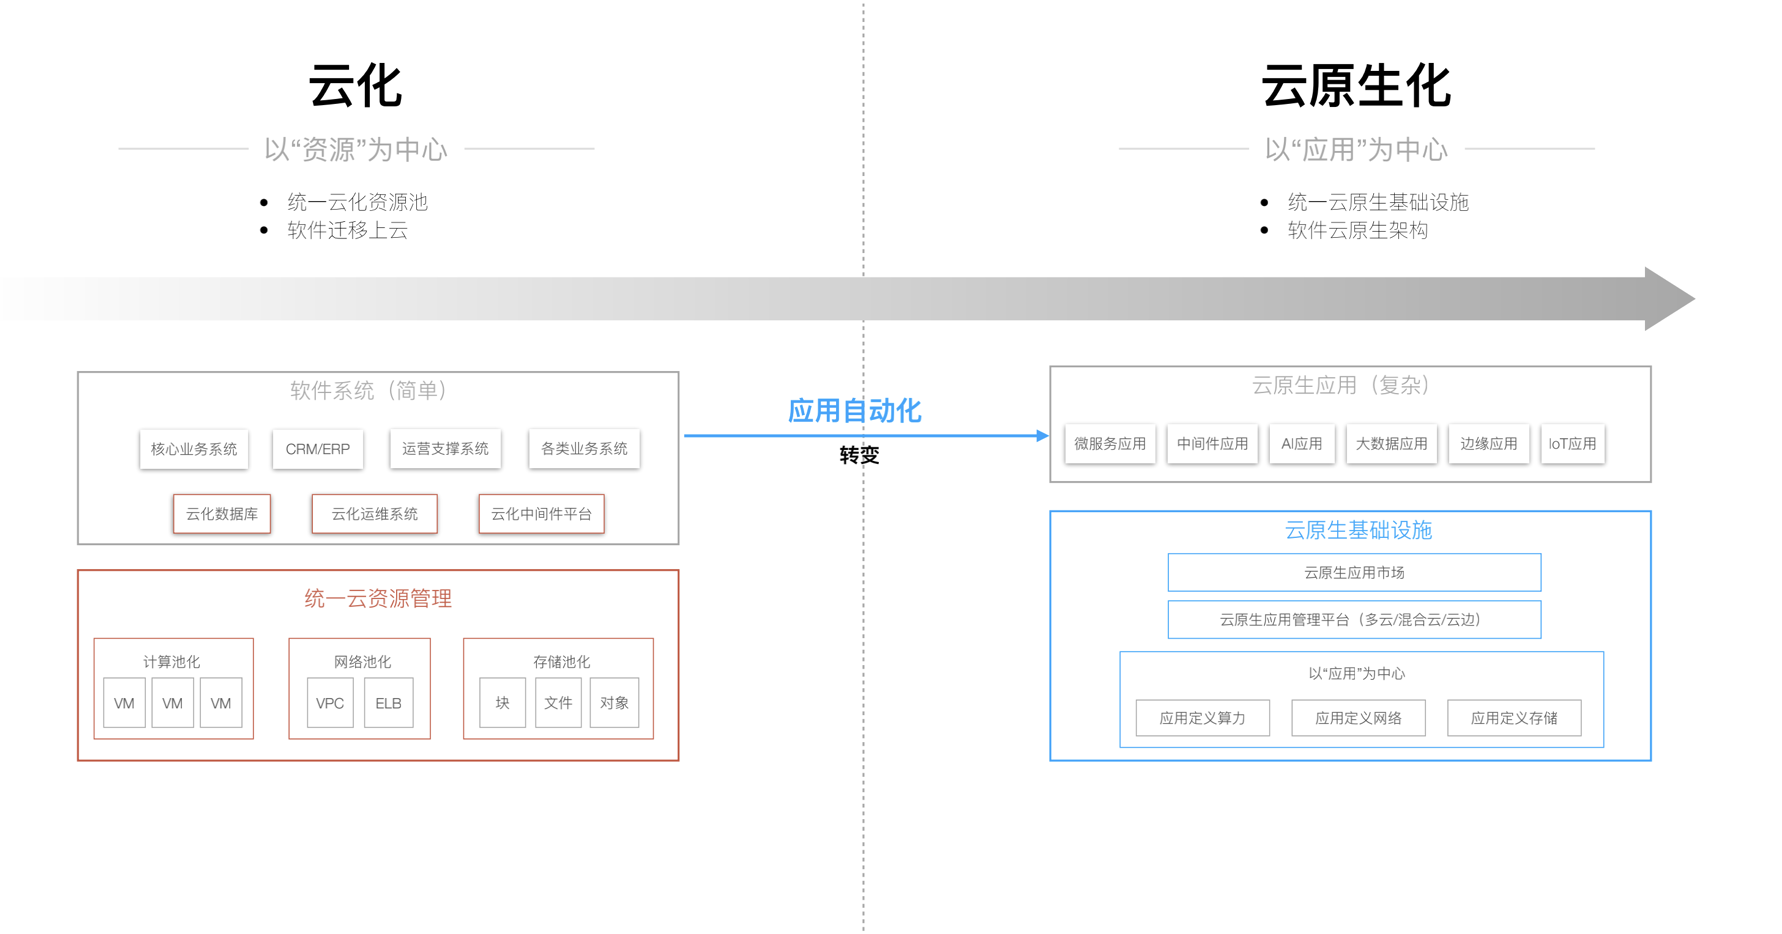 云化
以“资源”为中心
• 统一云化资源池
• 软件迁移上云
云原生化
以“应用”为中心
• 统一云原生基础设施
• 软件云原生架构
软件系统（简单）
核心业务系统
CRM/ERP
运营支撑系统
各类业务系统
云化数据库
云化运维系统
云化中间件平台
统一云资源管理
计算池化
VM
VM
VM
网络池化
VPC
ELB
存储池化
块
文件
对象
应用自动化
转变
云原生应用（复杂）
微服务应用
中间件应用
AI应用
大数据应用
边缘应用
IoT应用
云原生基础设施
云原生应用市场
云原生应用管理平台（多云/混合云/云边）
以“应用”为中心
应用定义算力
应用定义网络
应用定义存储